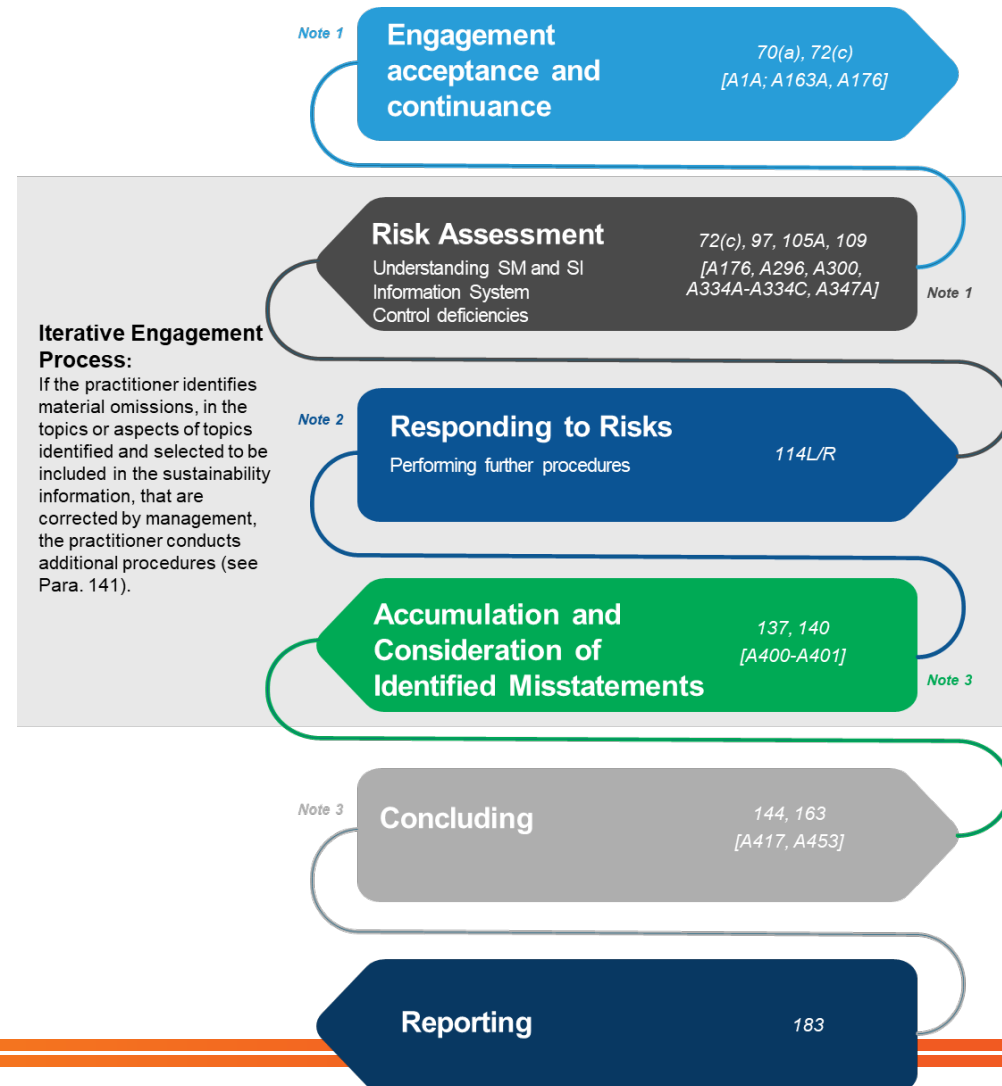 Note 1
Engagement
acceptance and
continuance
70(a), 72(c)
[A1A; A163A, A176]
Risk Assessment
Understanding SM and SI
Information System
Control deficiencies
72(c), 97, 105A, 109
[A176, A296, A300,
A334A-A334C, A347A]
Note 1
Iterative Engagement
Process:
If the practitioner identifies
material omissions, in the
topics or aspects of topics
identified and selected to be
included in the sustainability
information, that are
corrected by management,
the practitioner conducts
additional procedures (see
Para. 141).
Note 2
Responding to Risks
Performing further procedures
114L/R
Accumulation and
Consideration of
Identified Misstatements
137, 140
[A400-A401]
Note 3
Note 3
Concluding
144, 163
[A417, A453]
Reporting
183